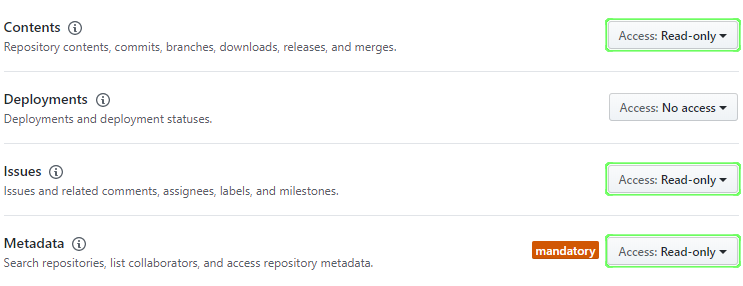 Contents
Access: Read-only
Repository contents, commits, branches, downloads, releases, and merges.
Deployments
Access: No access
Deployments and deployment statuses.
Issues
Access: Read-only
Issues and related comments, assignees, labels, and milestones.
Metadata
mandatory Access: Read-only
Search repositories, list collaborators, and access repository metadata.